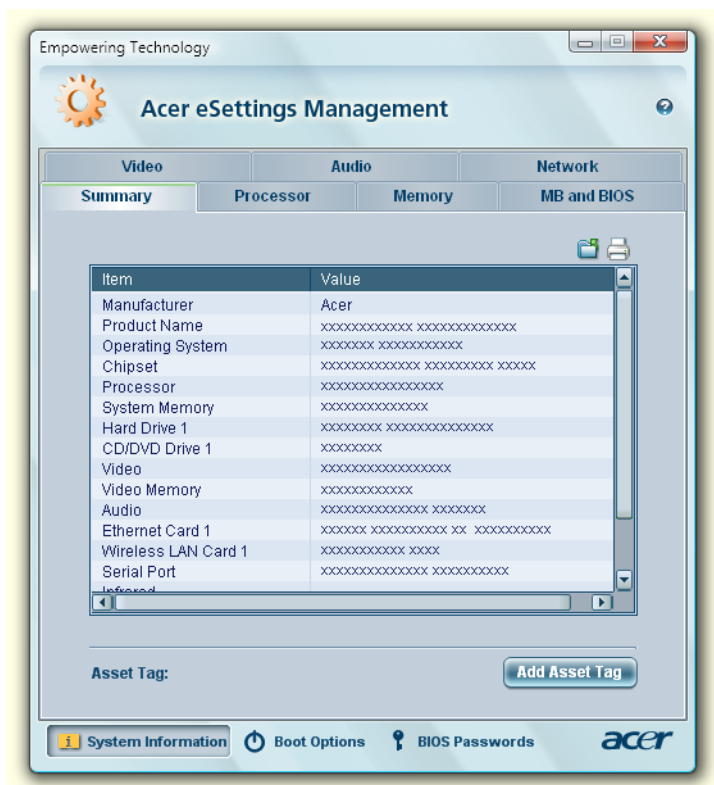 Empowering Technology
Acer eSettings Management
Video Audio Network
Summary Processor Memory MB and BIOS
Item Value
Manufacturer Acer
Product Name xxxxxxxxxxxx xxxxxxxxxxxxx
Operating System xxxxxxx xxxxxxxxxxx
Chipset xxxxxxxxxxxxx xxxxxxxxx xxxxx
Processor xxxxxxxxxxxxxxxx
System Memory xxxxxxxxxxxxxx
Hard Drive 1 xxxxxxxx xxxxxxxxxxxxxx
CD/DVD Drive 1 xxxxxxxx
Video xxxxxxxxxxxxxxxxx
Video Memory xxxxxxxxxxxx
Audio xxxxxxxxxxxxxx xxxxxxx
Ethernet Card 1 xxxxxx xxxxxxxxxx xx xxxxxxxxxx
Wireless LAN Card 1 xxxxxxxxxxx xxxx
Serial Port xxxxxxxxxxxxxx xxxxxxxxxx
Infrared
Asset Tag: Add Asset Tag
System Information Boot Options BIOS Passwords acer